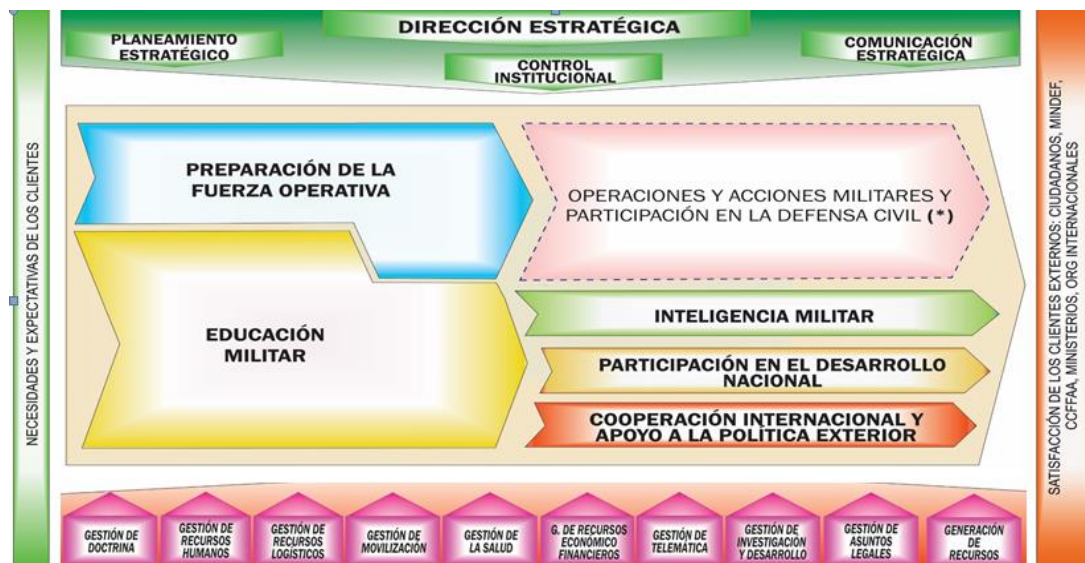 DIRECCIÓN ESTRATÉGICA
PLANEAMIENTO
ESTRATÉGICO
CONTROL
INSTITUCIONAL
COMUNICACIÓN
ESTRATÉGICA
NECESIDADES Y EXPECTATIVAS DE LOS CLIENTES
PREPARACIÓN DE LA
FUERZA OPERATIVA
OPERACIONES Y ACCIONES MILITARES Y
PARTICIPACIÓN EN LA DEFENSA CIVIL (*)
EDUCACIÓN
MILITAR
INTELIGENCIA MILITAR
PARTICIPACIÓN EN EL DESARROLLO
NACIONAL
COOPERACIÓN INTERNACIONAL Y
APOYO A LA POLÍTICA EXTERIOR
SATISFACCIÓN DE LOS CLIENTES EXTERNOS: CIUDADANOS, MINDEF,
CCFFAA, MINISTERIOS, ORG INTERNACIONALES
GESTIÓN DE
DOCTRINA
GESTIÓN DE
RECURSOS
HUMANOS
GESTIÓN DE
RECURSOS
LOGÍSTICOS
GESTIÓN DE
MOVILIZACIÓN
GESTIÓN DE
LA SALUD
G. DE RECURSOS
ECONÓMICO
FINANCIEROS
GESTIÓN DE
TELEMÁTICA
GESTIÓN DE
INVESTIGACIÓN
Y DESARROLLO
GESTIÓN DE
ASUNTOS
LEGALES
GENERACIÓN
DE
RECURSOS